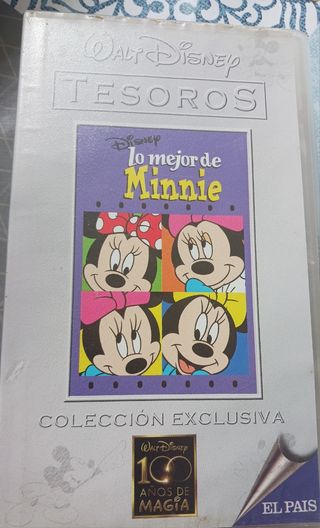 WALT DISNEY
TESOROS
Disney
lo mejor de
Minnie
COLECCIÓN EXCLUSIVA
WALT DISNEY
100
AÑOS DE
MAGIA
EL PAIS